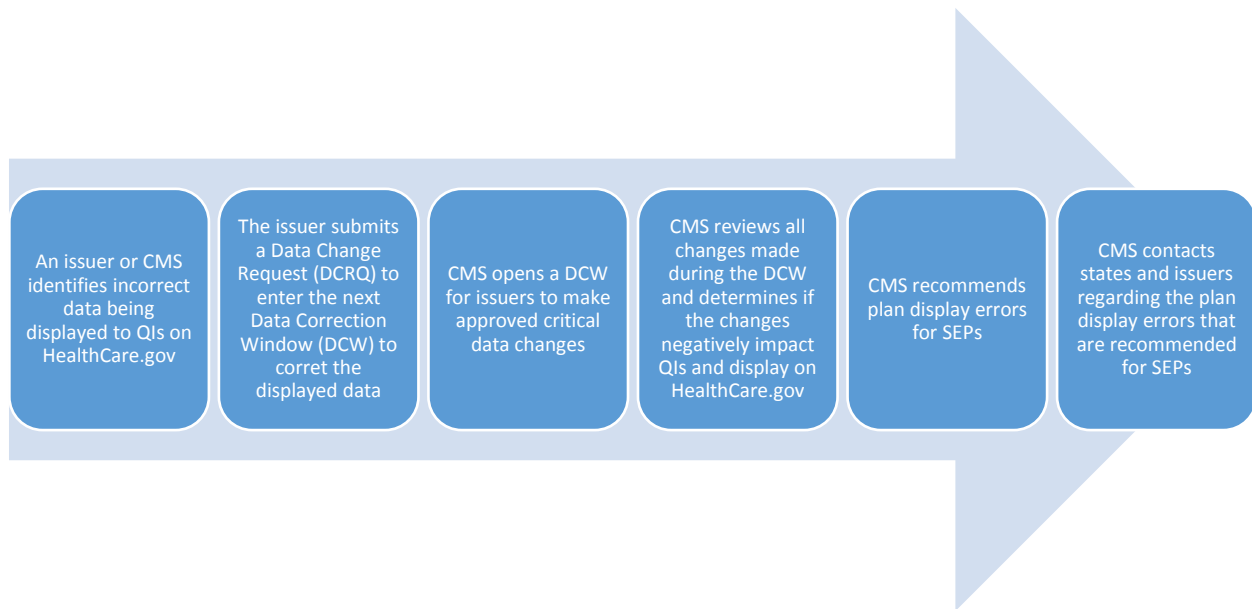 An issuer or CMS
identifies incorrect
data being
displayed to QIs on
HealthCare.gov
The issuer submits
a Data Change
Request (DCRQ) to
enter the next
Data Correction
Window (DCW) to
corret the
displayed data
CMS opens a DCW
for issuers to make
approved critical
data changes
CMS reviews all
changes made
during the DCW
and determines if
the changes
negatively impact
QIs and display on
HealthCare.gov
CMS recommends
plan display errors
for SEPs
CMS contacts
states and issuers
regarding the plan
display errors that
are recommended
for SEPs